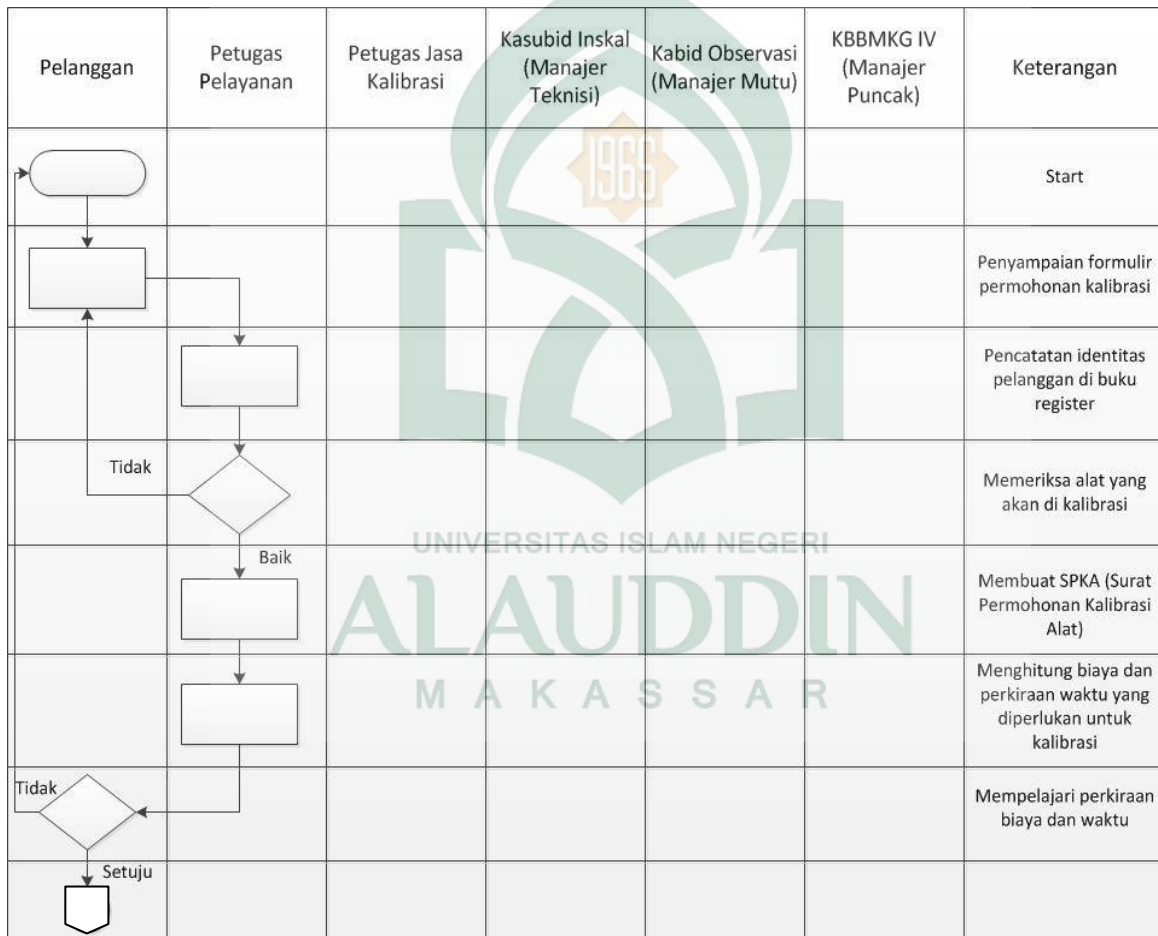 Pelanggan
Petugas
Pelayanan
Petugas Jasa
Kalibrasi
Kasubid Inskal
(Manajer
Teknisi)
Kabid Observasi
(Manajer Mutu)
KBBMKG IV
(Manajer
Puncak)
Keterangan
1965
Start
Penyampaian formulir
permohonan kalibrasi
Pencatatan identitas
pelanggan di buku
register
Tidak
Memeriksa alat yang
akan di kalibrasi
UNIVERSITAS ISLAM NEGERI
Baik
ALAUDDIN
Membuat SPKA (Surat
Permohonan Kalibrasi
Alat)
MAKASSAR
Menghitung biaya dan
perkiraan waktu yang
diperlukan untuk
kalibrasi
Tidak
Mempelajari perkiraan
biaya dan waktu
Setuju